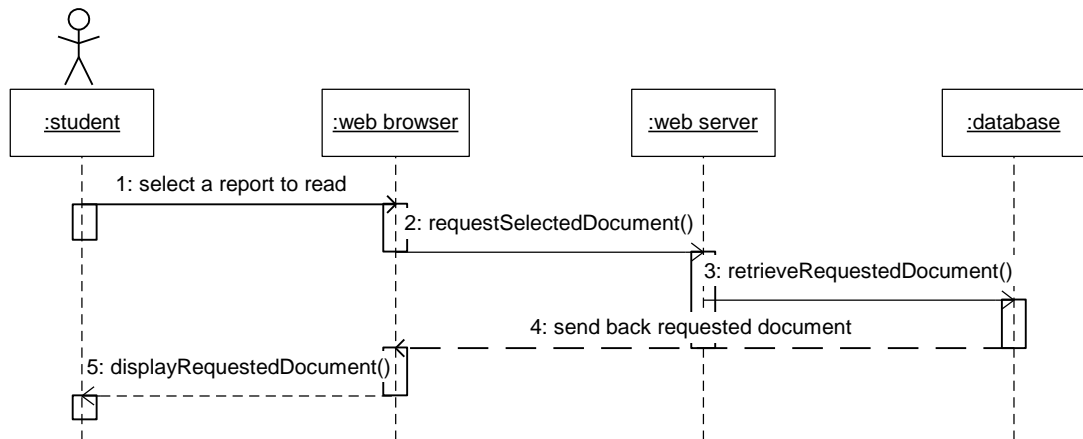 :student
:web browser
:web server
:database
1: select a report to read
2: requestSelectedDocument()
3: retrieveRequestedDocument()
4: send back requested document
5: displayRequestedDocument()